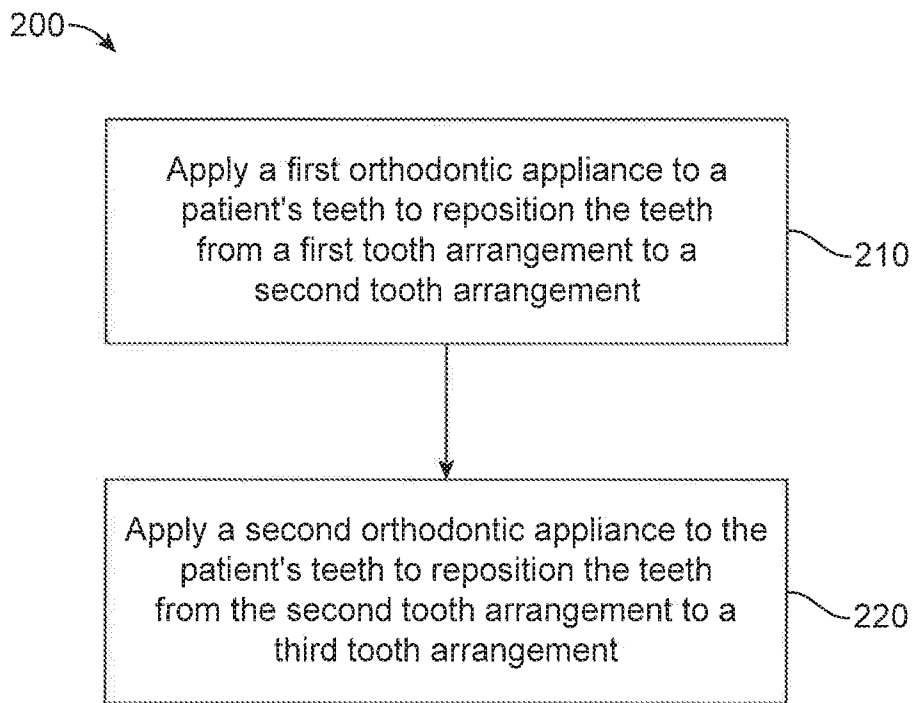 200
Apply a first orthodontic appliance to a
patient's teeth to reposition the teeth
from a first tooth arrangement to a
second tooth arrangement
210
Apply a second orthodontic appliance to the
patient's teeth to reposition the teeth
from the second tooth arrangement to a
third tooth arrangement
220